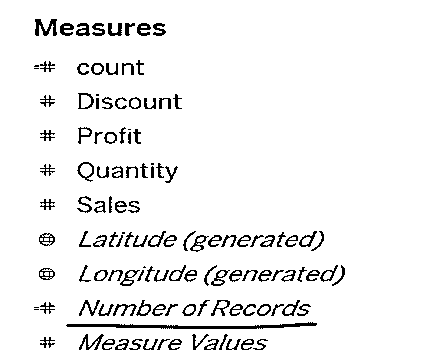 Measures
count
Discount
Profit
Quantity
Sales
Latitude (generated)
Longitude (generated)
Number of Records
Measure Values